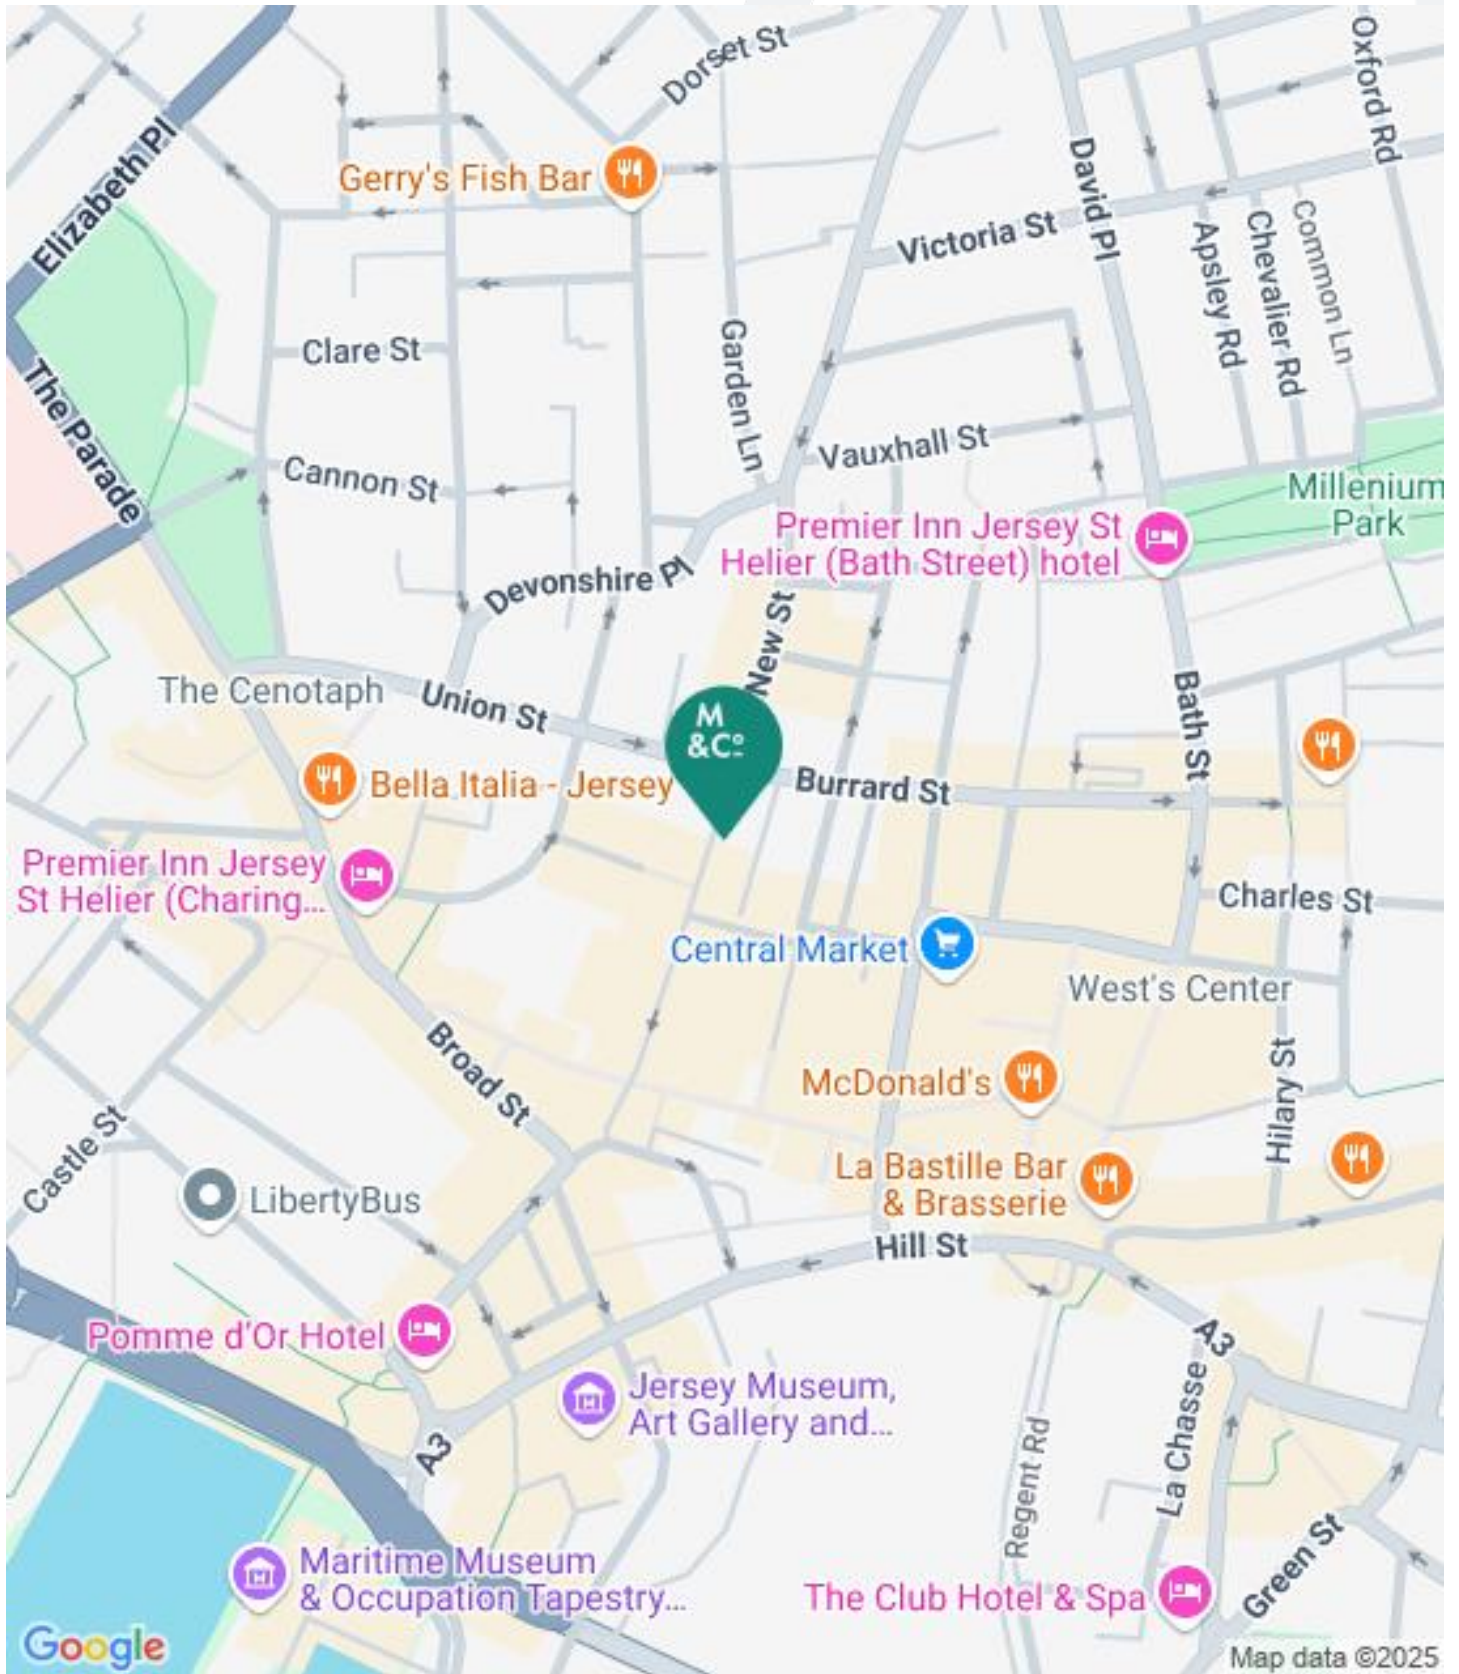 Dorset St
Oxford Rd
Elizabeth Pl
Gerry's Fish Bar
David Pl
Victoria St
Apsley Rd
Chevalier Rd
Common Ln
Clare St
Garden Ln
The Parade
Vauxhall St
Cannon St
Millenium
Park
Premier Inn Jersey St
Helier (Bath Street) hotel
Devonshire Pl
New St
The Cenotaph
Union St
Bath St
M
&Cº
Bella Italia - Jersey
Burrard St
Premier Inn Jersey
St Helier (Charing...
Charles St
Central Market
West's Center
Broad St
McDonald's
Hilary St
Castle St
La Bastille Bar
& Brasserie
LibertyBus
Hill St
Pomme d'Or Hotel
A3
Jersey Museum,
Art Gallery and...
La Chasse
A3
Regent Rd
Maritime Museum
& Occupation Tapestry...
The Club Hotel & Spa
Green St
Google
Map data ©2025